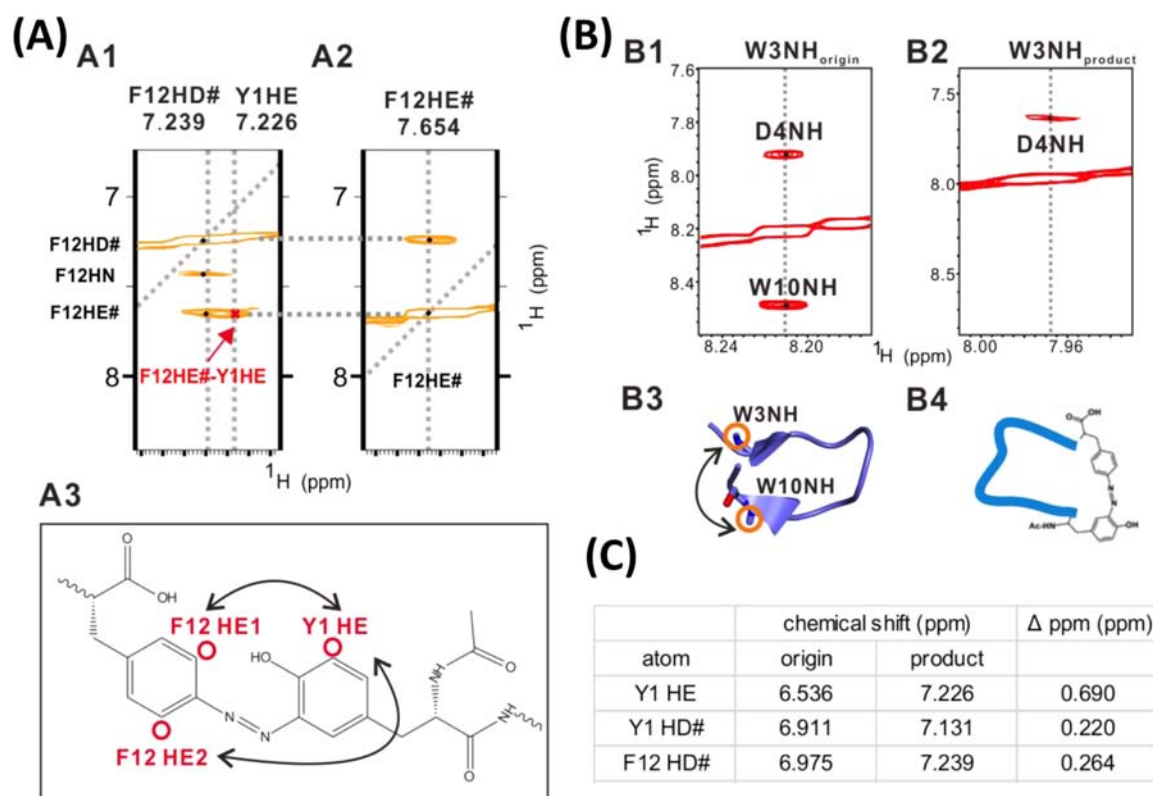 (A)
A1
A2
F12HD# Y1HE
7.239 7.226
F12HE#
7.654
7
F12HD#
F12HN
F12HE#
8
F12HE#-Y1HE
7
8
F12HE#
¹H (ppm)
¹H (ppm)
A3
O
OH
F12 HE1
Y1 HE
HO
N
N
F12 HE2
NH
O
O
NH
(B)
B1
W3NH origin
B2
W3NH product
7.6
7.8
8.0
8.2
8.4
¹H (ppm)
D4NH
W10NH
8.24
8.20
¹H (ppm)
7.5
8.0
8.5
D4NH
8.00
7.96
B3
W3NH
W10NH
B4
O
OH
N
N
Ac-HN
OH
(C)
chemical shift (ppm) Δ ppm (ppm)
atom origin product
Y1 HE 6.536 7.226 0.690
Y1 HD# 6.911 7.131 0.220
F12 HD# 6.975 7.239 0.264